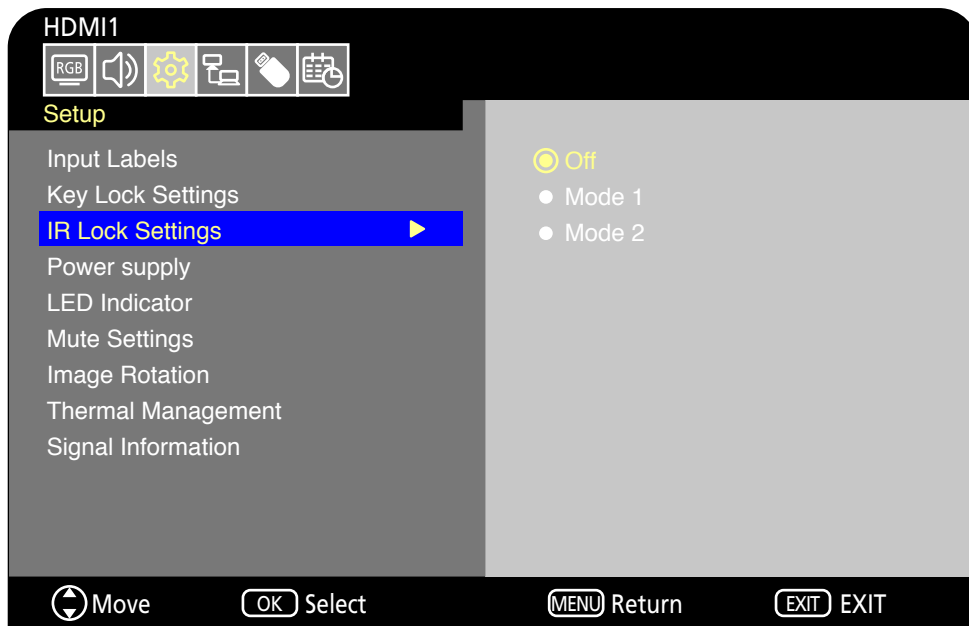 HDMI1
RGB
Setup
Input Labels
Key Lock Settings
IR Lock Settings
Power supply
LED Indicator
Mute Settings
Image Rotation
Thermal Management
Signal Information
Off
Mode 1
Mode 2
Move OK Select MENU Return EXIT EXIT